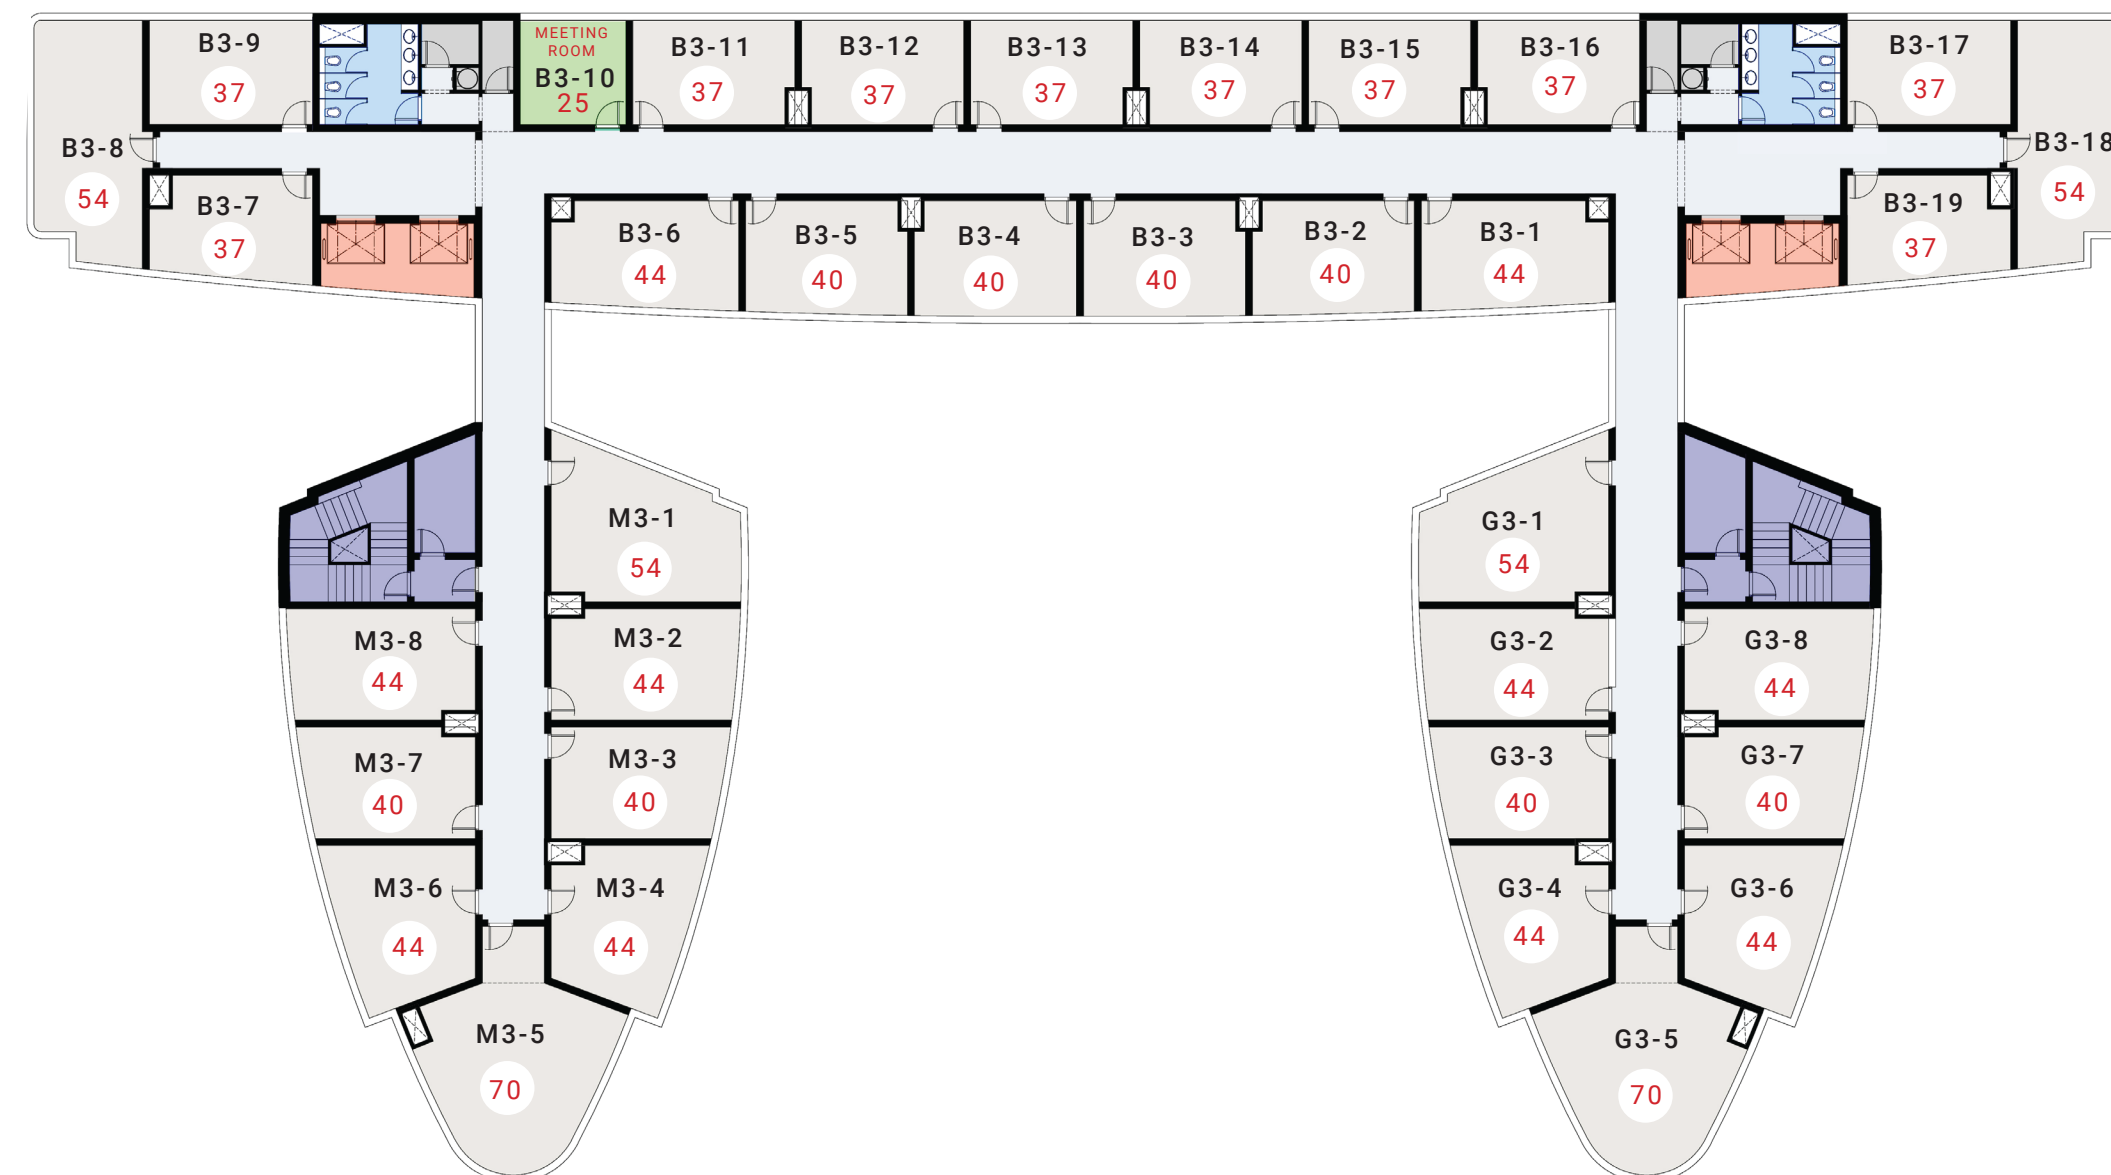 B3-9
37
MEETING
ROOM
B3-10
25
B3-11
37
B3-12
37
B3-13
37
B3-14
37
B3-15
37
B3-16
37
B3-17
37
B3-8
54
B3-18
54
B3-7
37
B3-6
44
B3-5
40
B3-4
40
B3-3
40
B3-2
40
B3-1
44
B3-19
37
M3-1
54
G3-1
54
M3-8
44
M3-2
44
G3-2
44
G3-8
44
M3-7
40
M3-3
40
G3-3
40
G3-7
40
M3-6
44
M3-4
44
G3-4
44
G3-6
44
M3-5
70
G3-5
70